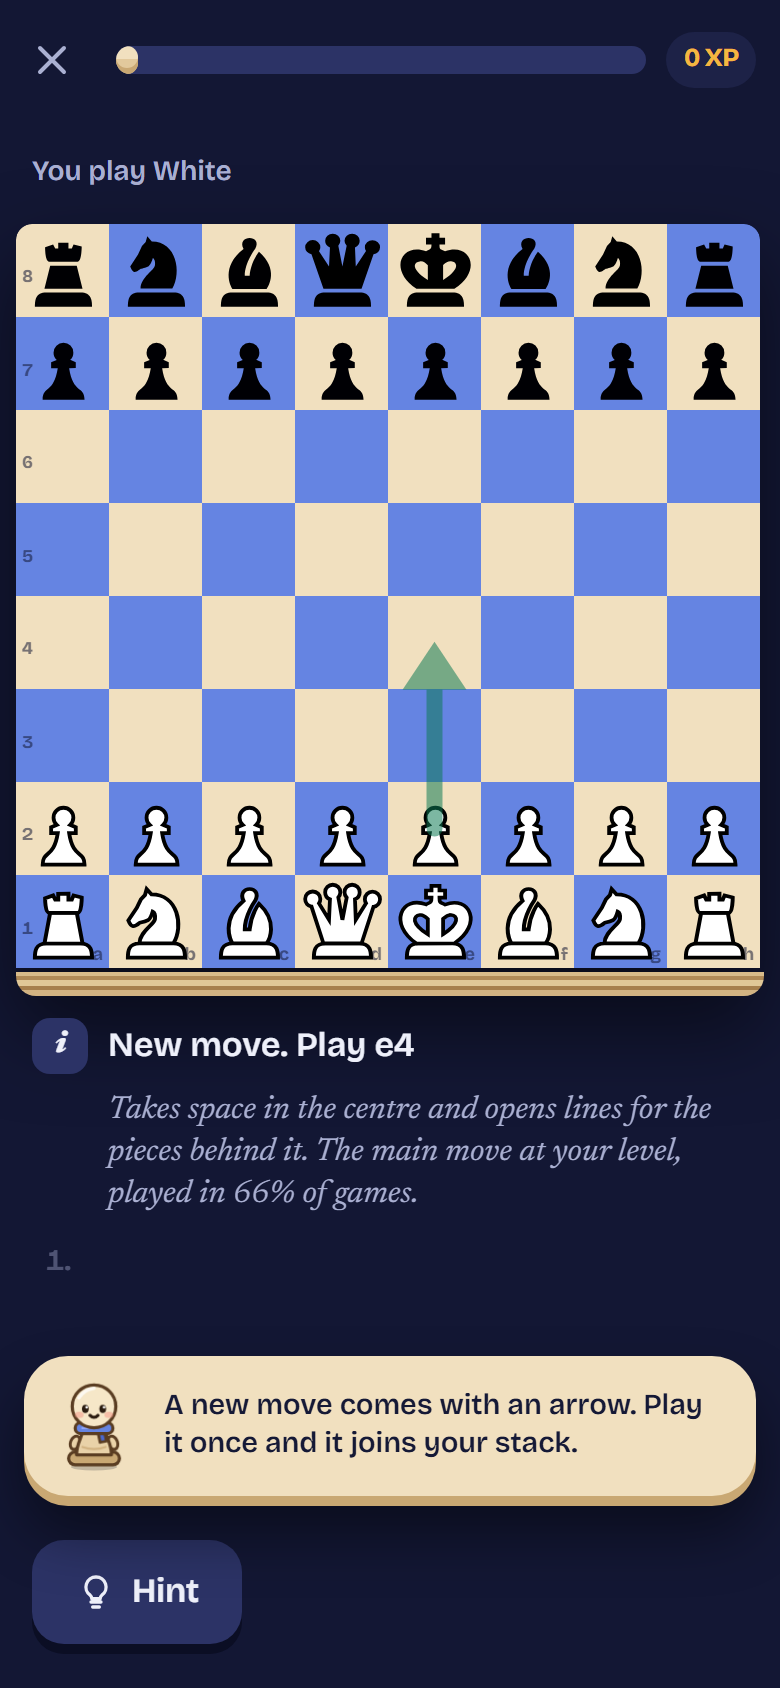 0 XP
You play White
8
7
6
5
4
3
2
1
a b c d e f g h
New move. Play e4
Takes space in the centre and opens lines for the
pieces behind it. The main move at your level,
played in 66% of games.
1.
A new move comes with an arrow. Play
it once and it joins your stack.
Hint